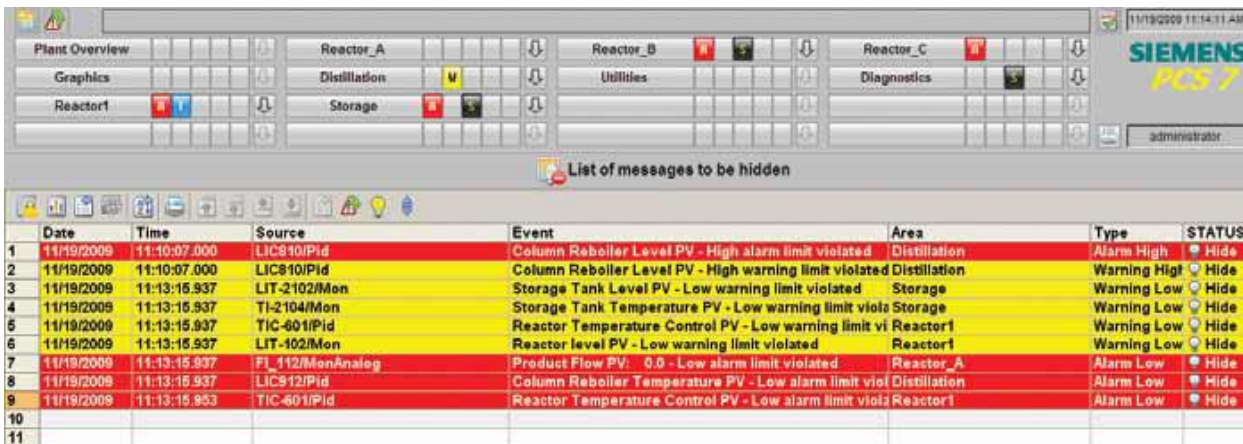 11/19/2009 11:14:11 AM
Plant Overview Reactor_A Reactor_B A S Reactor_C A
SIEMENS
Graphics Distillation W Utilities Diagnostics S
PCS 7
Reactor1 A T Storage A S
administrator
List of messages to be hidden
Date Time Source Event Area Type STATUS
1 11/19/2009 11:10:07.000 LIC810/Pid Column Reboiler Level PV - High alarm limit violated Distillation Alarm High Hide
2 11/19/2009 11:10:07.000 LIC810/Pid Column Reboiler Level PV - High warning limit violated Distillation Warning High Hide
3 11/19/2009 11:13:15.937 LIT-2102/Mon Storage Tank Level PV - Low warning limit violated Storage Warning Low Hide
4 11/19/2009 11:13:15.937 TI-2104/Mon Storage Tank Temperature PV - Low warning limit viola Storage Warning Low Hide
5 11/19/2009 11:13:15.937 TIC-601/Pid Reactor Temperature Control PV - Low warning limit vi Reactor1 Warning Low Hide
6 11/19/2009 11:13:15.937 LIT-102/Mon Reactor level PV - Low warning limit violated Reactor1 Warning Low Hide
7 11/19/2009 11:13:15.937 FI_112/MonAnalog Product Flow PV: 0.0 - Low alarm limit violated Reactor_A Alarm Low Hide
8 11/19/2009 11:13:15.937 LIC912/Pid Column Reboiler Temperature PV - Low alarm limit viol Distillation Alarm Low Hide
9 11/19/2009 11:13:15.953 TIC-601/Pid Reactor Temperature Control PV - Low alarm limit viola Reactor1 Alarm Low Hide
10
11